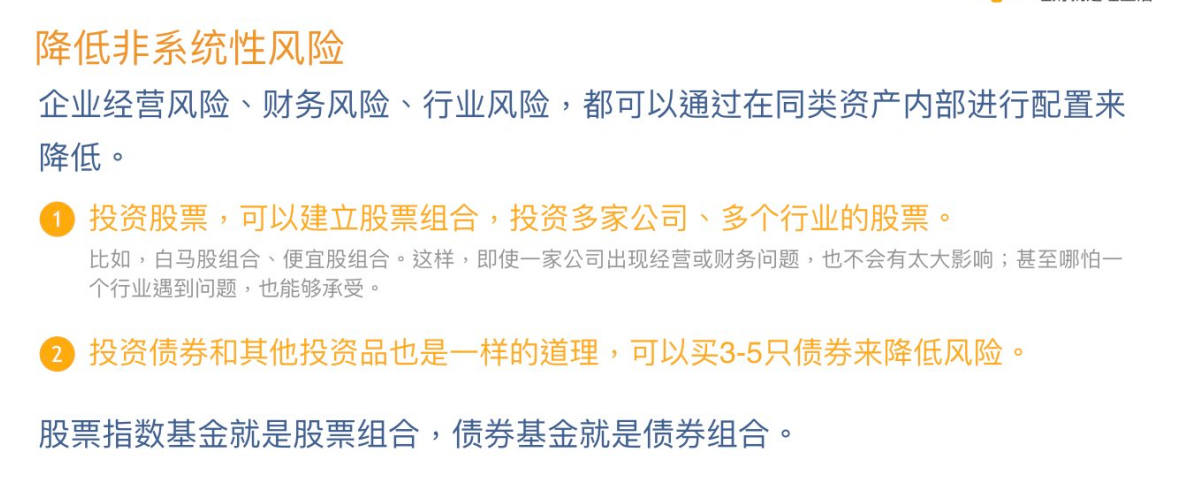 降低非系统性风险
企业经营风险、财务风险、行业风险，都可以通过在同类资产内部进行配置来
降低。
1 投资股票，可以建立股票组合，投资多家公司、多个行业的股票。
比如，白马股组合、便宜股组合。这样，即使一家公司出现经营或财务问题，也不会有太大影响；甚至哪怕一
个行业遇到问题，也能够承受。
2 投资债券和其他投资品也是一样的道理，可以买3-5只债券来降低风险。
股票指数基金就是股票组合，债券基金就是债券组合。